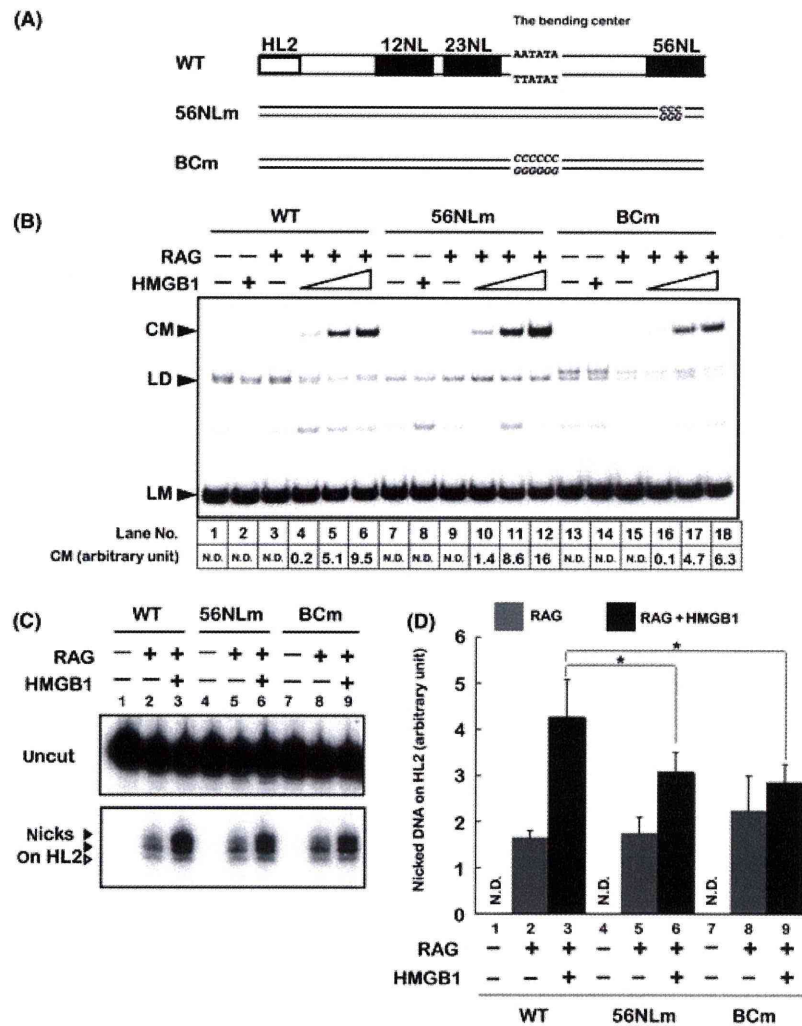 (A)
The bending center
HL2 12NL 23NL AATATA 56NL
WT
TTATAT
56NLm CCC
GGG
BCm CCCCCC
GGGGGG
(B)
WT 56NLm BCm
RAG – – + + + + – – + + + + – – + + + +
HMGB1 – + – – + – – + –
CM
LD
LM
Lane No. 1 2 3 4 5 6 7 8 9 10 11 12 13 14 15 16 17 18
CM (arbitrary unit) N.D. N.D. N.D. 0.2 5.1 9.5 N.D. N.D. N.D. 1.4 8.6 16 N.D. N.D. N.D. 0.1 4.7 6.3
(C)
WT 56NLm BCm
RAG – + + – + + – + +
HMGB1 – – + – – + – – +
1 2 3 4 5 6 7 8 9
Uncut
Nicks
On HL2
(D)
RAG RAG + HMGB1
Nicked DNA on HL2 (arbitrary unit)
6
5
4
3
2
1
0
* *
N.D. N.D. N.D.
1 2 3 4 5 6 7 8 9
RAG – + + – + + – + +
HMGB1 – – + – – + – – +
WT 56NLm BCm